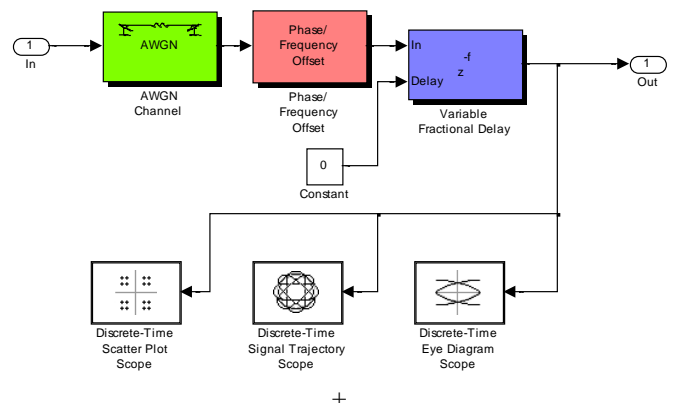 1
In
AWGN
AWGN
Channel
Phase/
Frequency
Offset
Phase/
Frequency
Offset
In
Delay
-f
z
Variable
Fractional Delay
1
Out
0
Constant
Discrete-Time
Scatter Plot
Scope
Discrete-Time
Signal Trajectory
Scope
Discrete-Time
Eye Diagram
Scope